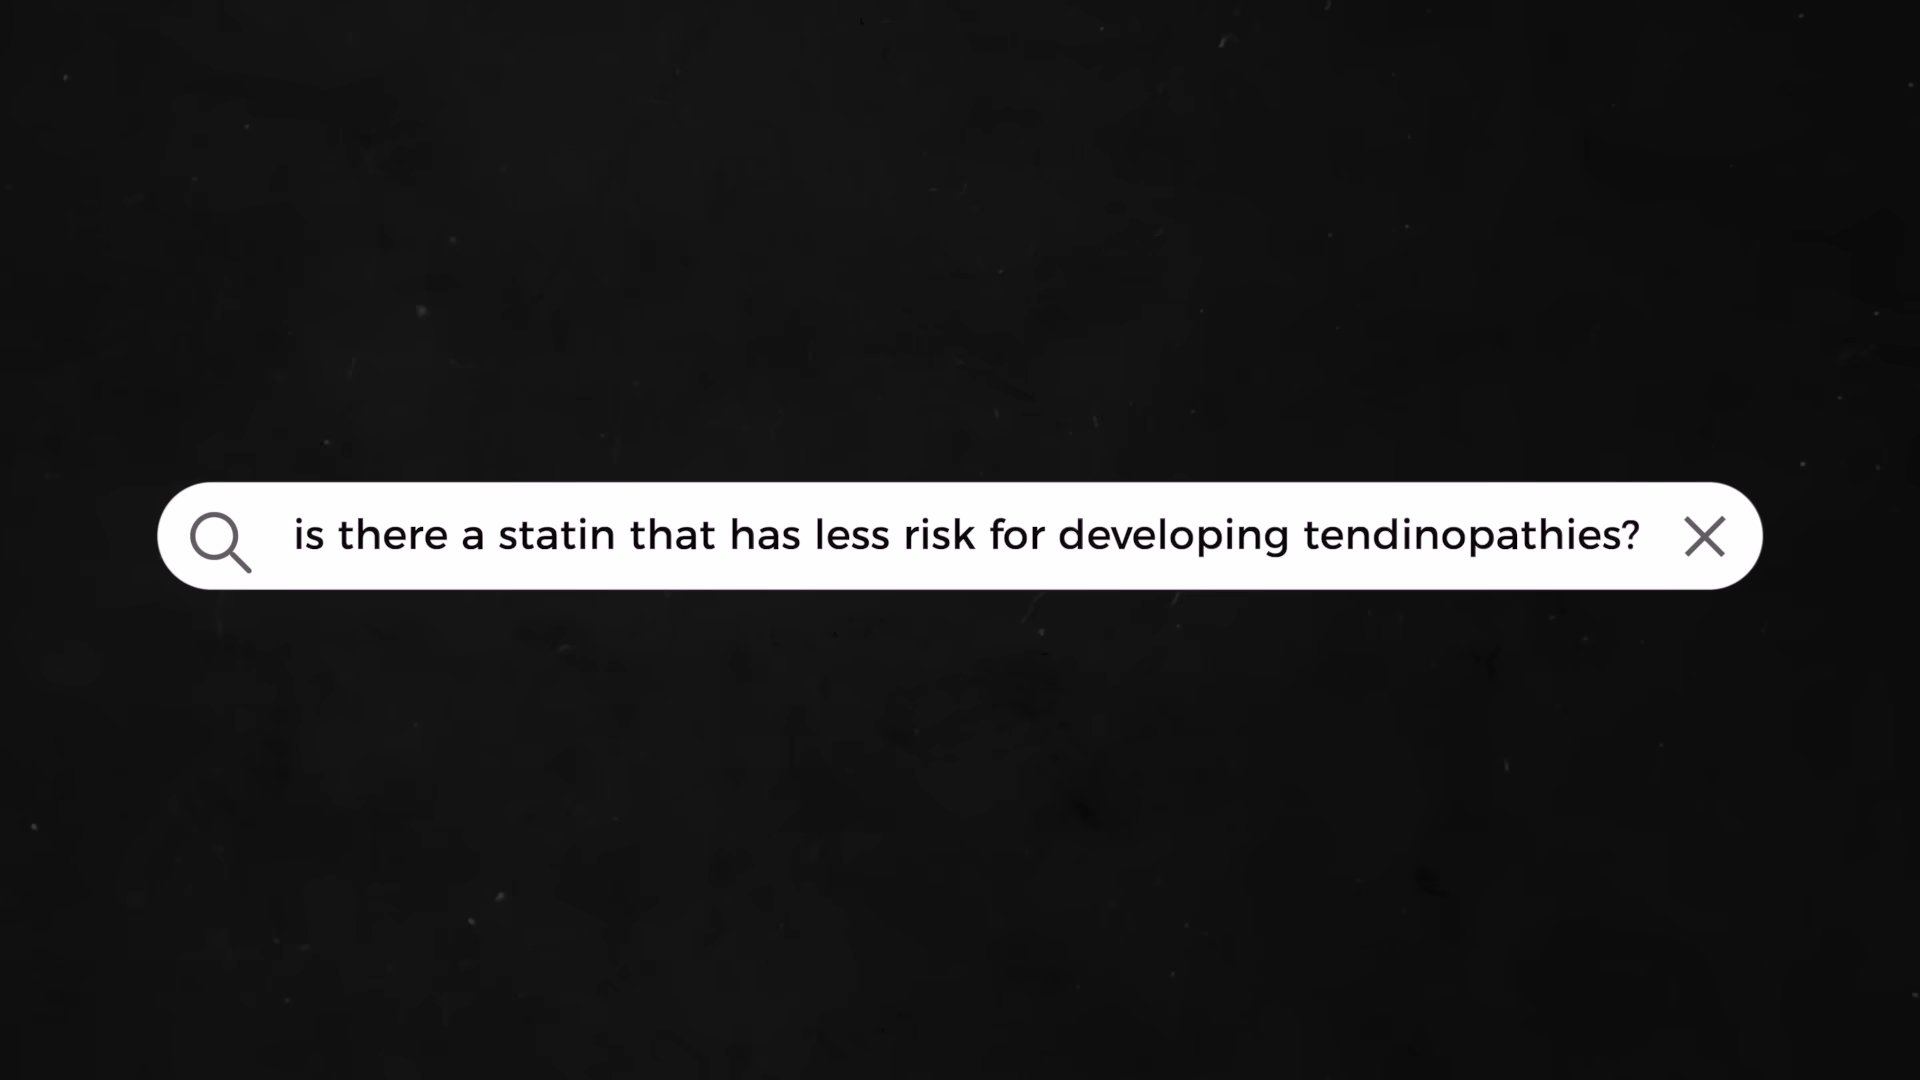 is there a statin that has less risk for developing tendinopathies?